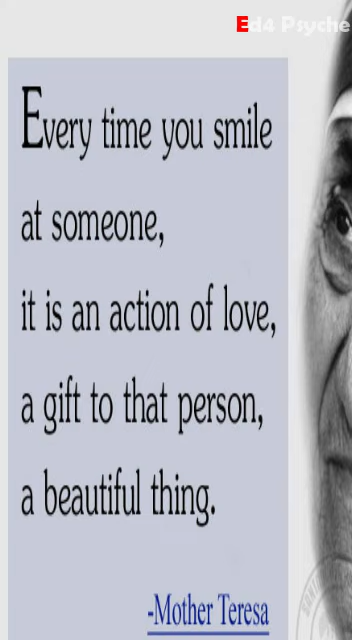 Ed4 Psyche
Every time you smile
at someone,
it is an action of love,
a gift to that person,
a beautiful thing.
-Mother Teresa